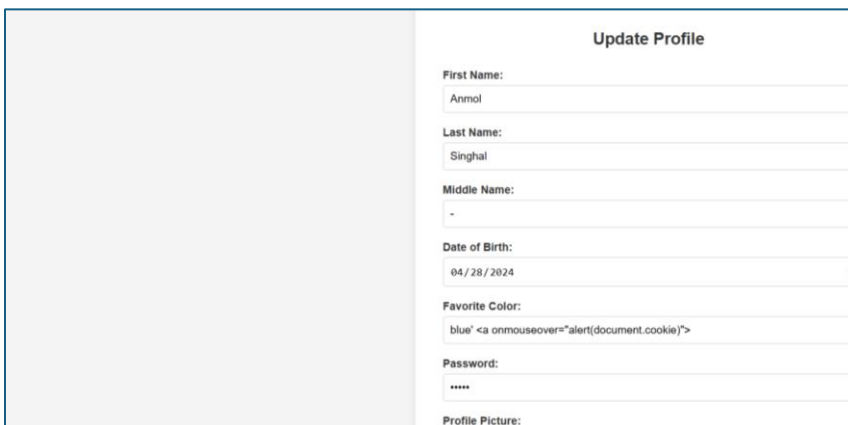 Update Profile
First Name:
Anmol
Last Name:
Singhal
Middle Name:
-
Date of Birth:
04/28/2024
Favorite Color:
blue' <a onmouseover="alert(document.cookie)">
Password:
•••••
Profile Picture: